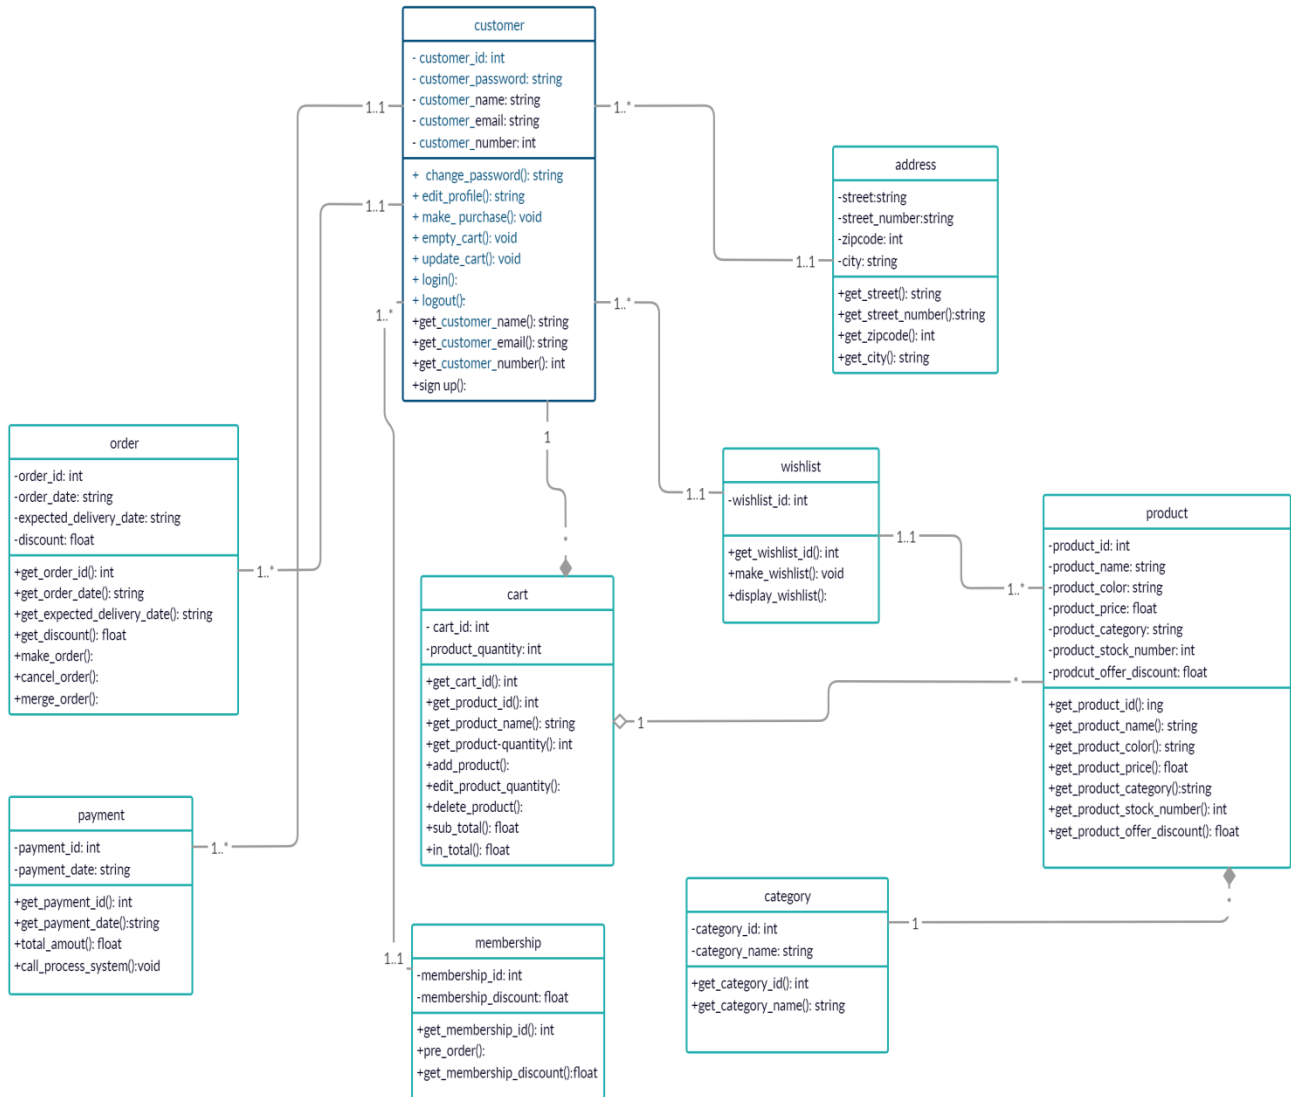 customer
- customer_id: int
- customer_password: string
- customer_name: string
- customer_email: string
- customer_number: int
+ change_password(): string
+ edit_profile(): string
+ make_ purchase(): void
+ empty_cart(): void
+ update_cart(): void
+ login():
+ logout():
+get_customer_name(): string
+get_customer_email(): string
+get_customer_number(): int
+sign up():
1..1
1..*
1..1
1..*
1..*
1
*
1..1
address
-street:string
-street_number:string
-zipcode: int
-city: string
+get_street(): string
+get_street_number():string
+get_zipcode(): int
+get_city(): string
order
-order_id: int
-order_date: string
-expected_delivery_date: string
-discount: float
+get_order_id(): int
+get_order_date(): string
+get_expected_delivery_date(): string
+get_discount(): float
+make_order():
+cancel_order():
+merge_order():
1..*
wishlist
-wishlist_id: int
+get_wishlist_id(): int
+make_wishlist(): void
+display_wishlist():
1..1
1..1
1..*
product
-product_id: int
-product_name: string
-product_color: string
-product_price: float
-product_category: string
-product_stock_number: int
-prodcut_offer_discount: float
+get_product_id(): ing
+get_product_name(): string
+get_product_color(): string
+get_product_price(): float
+get_product_category():string
+get_product_stock_number(): int
+get_product_offer_discount(): float
cart
- cart_id: int
-product_quantity: int
+get_cart_id(): int
+get_product_id(): int
+get_product_name(): string
+get_product-quantity(): int
+add_product():
+edit_product_quantity():
+delete_product():
+sub_total(): float
+in_total(): float
1
*
payment
-payment_id: int
-payment_date: string
+get_payment_id(): int
+get_payment_date():string
+total_amout(): float
+call_process_system():void
1..*
category
-category_id: int
-category_name: string
+get_category_id(): int
+get_category_name(): string
1
*
membership
-membership_id: int
-membership_discount: float
+get_membership_id(): int
+pre_order():
+get_membership_discount():float
1..1